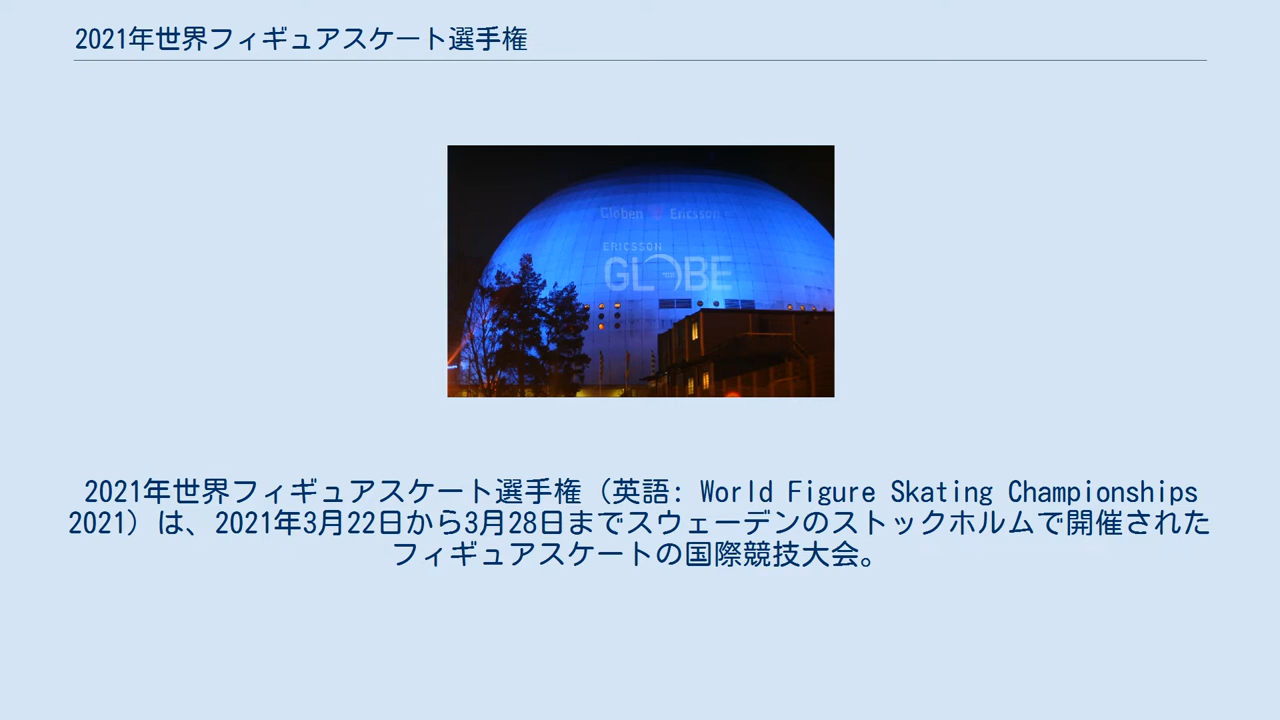 2021年世界フィギュアスケート選手権
Globen Ericsson
ERICSSON
GLOBE
2021年世界フィギュアスケート選手権（英語: World Figure Skating Championships
2021）は、2021年3月22日から3月28日までスウェーデンのストックホルムで開催された
フィギュアスケートの国際競技大会。